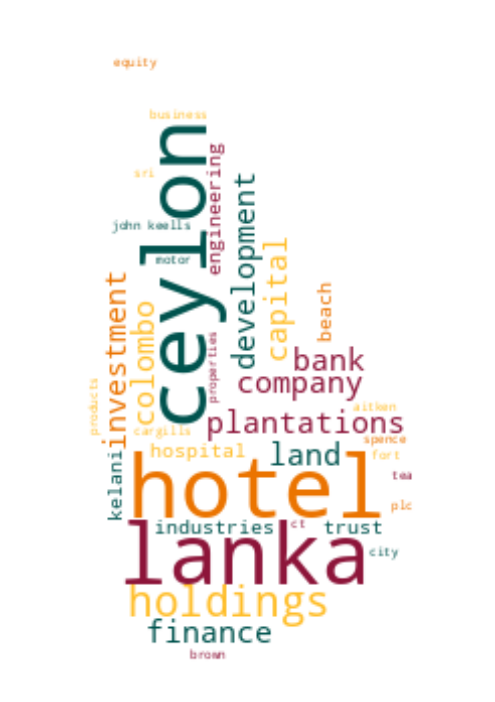 equity
business
ceylon
engineering
sri
development
john keells
motor
capital
investment
beach
colombo
properties
bank
company
products
aitken
plantations
cargills
spence
hospital
land
fort
kelani
hotel
tea
plc
lanka
industries
ct
trust
city
holdings
finance
brown